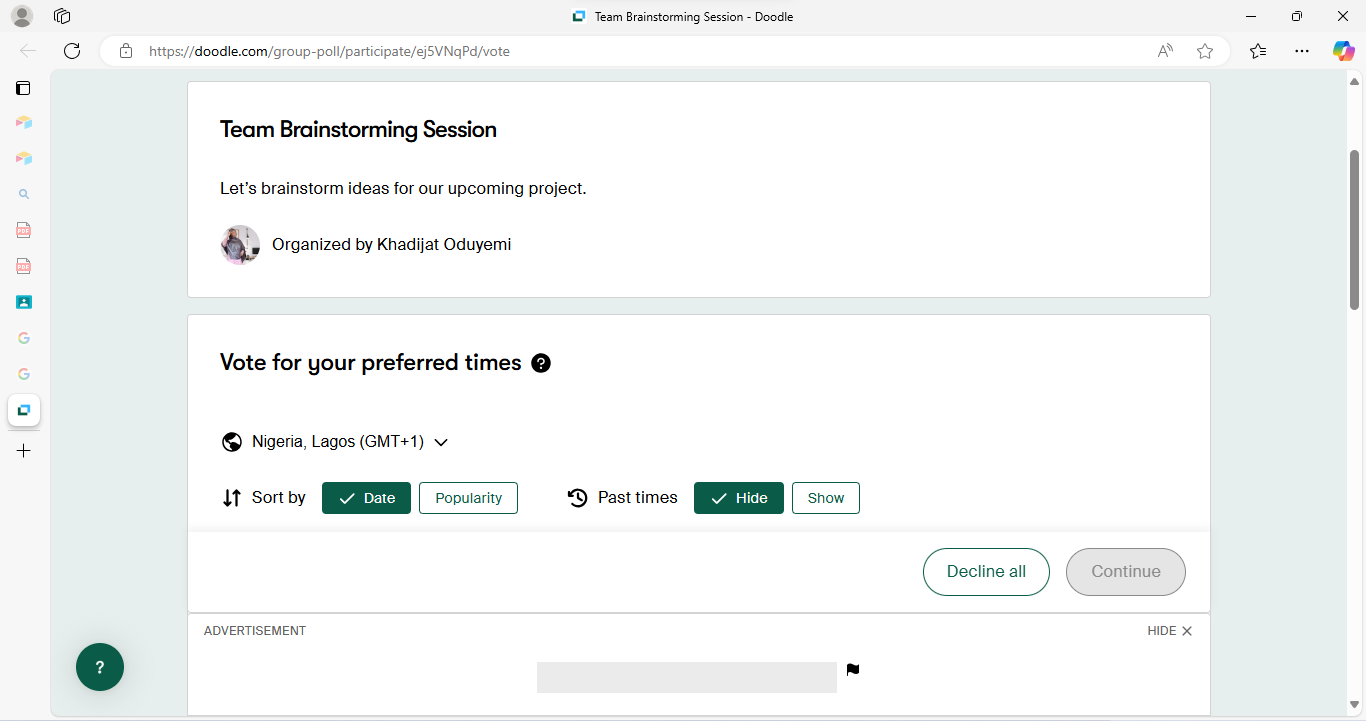 Team Brainstorming Session - Doodle
https://doodle.com/group-poll/participate/ej5VNqPd/vote
Team Brainstorming Session
Let’s brainstorm ideas for our upcoming project.
Organized by Khadijat Oduyemi
Vote for your preferred times ?
Nigeria, Lagos (GMT+1)
Sort by Date Popularity Past times Hide Show
Decline all Continue
ADVERTISEMENT HIDE
?